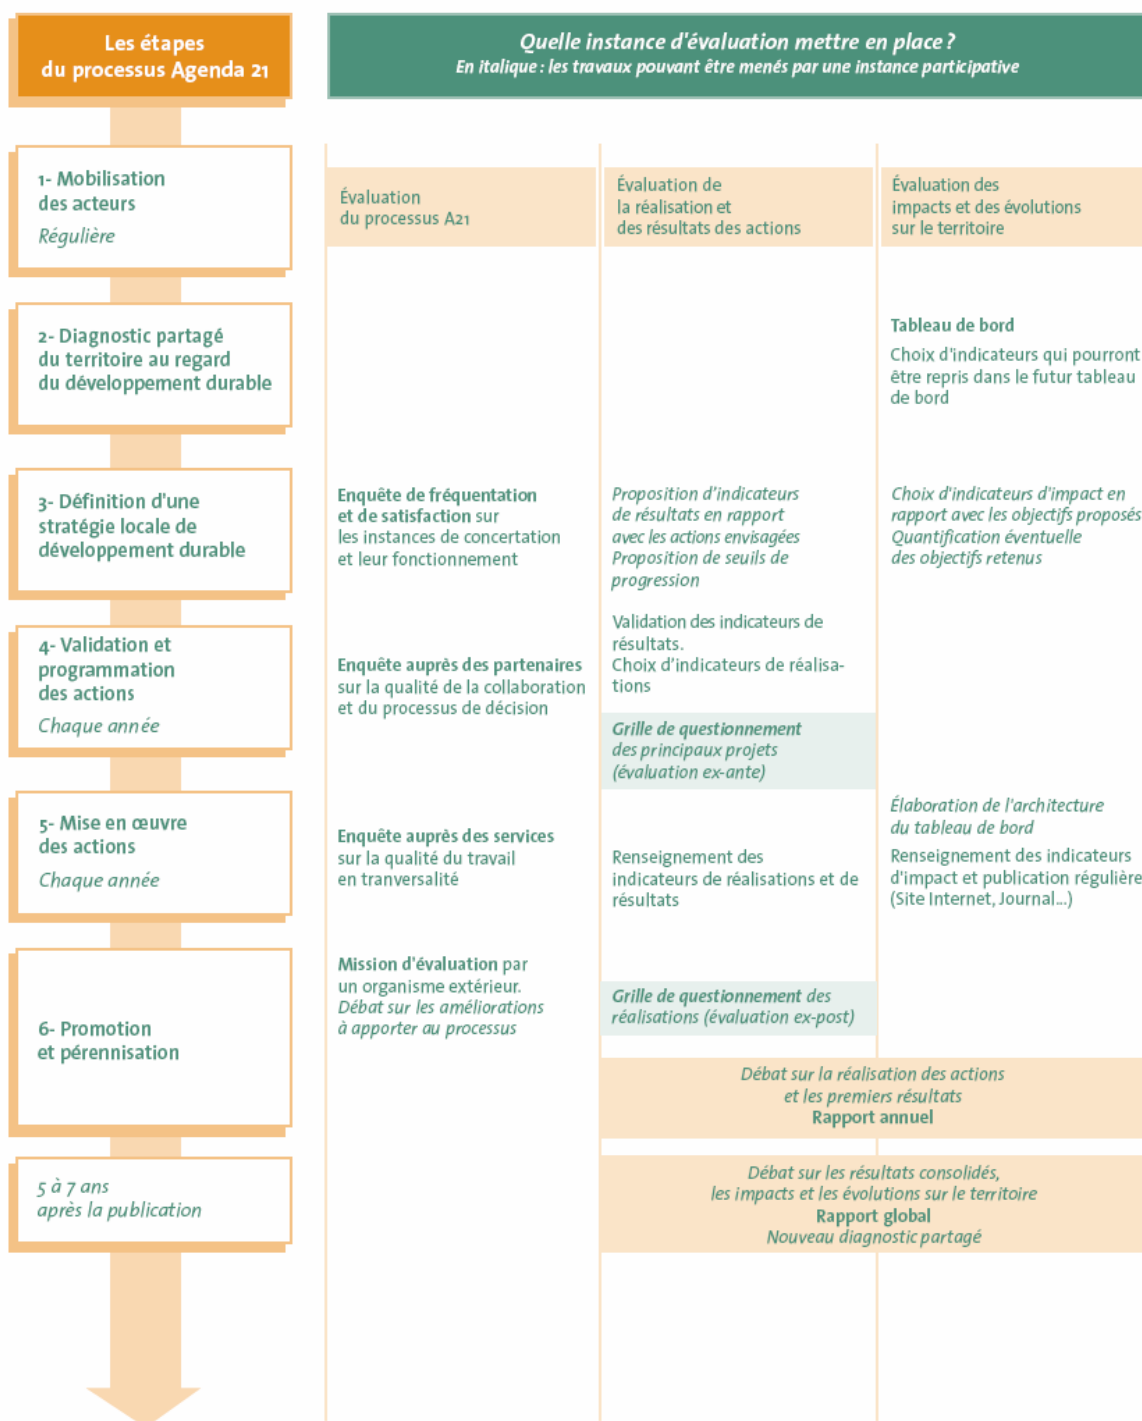 Les étapes
du processus Agenda 21
Quelle instance d'évaluation mettre en place ?
En italique : les travaux pouvant être menés par une instance participative
1- Mobilisation
des acteurs
Régulière
Évaluation
du processus A21
Évaluation de
la réalisation et
des résultats des actions
Évaluation des
impacts et des évolutions
sur le territoire
2- Diagnostic partagé
du territoire au regard
du développement durable
Tableau de bord
Choix d'indicateurs qui pourront
être repris dans le futur tableau
de bord
3- Définition d'une
stratégie locale de
développement durable
Enquête de fréquentation
et de satisfaction sur
les instances de concertation
et leur fonctionnement
Proposition d'indicateurs
de résultats en rapport
avec les actions envisagées
Proposition de seuils de
progression
Choix d'indicateurs d'impact en
rapport avec les objectifs proposés
Quantification éventuelle
des objectifs retenus
4- Validation et
programmation
des actions
Chaque année
Enquête auprès des partenaires
sur la qualité de la collaboration
et du processus de décision
Validation des indicateurs de
résultats.
Choix d'indicateurs de réalisa-
tions
Grille de questionnement
des principaux projets
(évaluation ex-ante)
5- Mise en œuvre
des actions
Chaque année
Enquête auprès des services
sur la qualité du travail
en tranversalité
Renseignement des
indicateurs de réalisations et de
résultats
Élaboration de l'architecture
du tableau de bord
Renseignement des indicateurs
d'impact et publication régulière
(Site Internet, Journal...)
6- Promotion
et pérennisation
Mission d'évaluation par
un organisme extérieur.
Débat sur les améliorations
à apporter au processus
Grille de questionnement des
réalisations (évaluation ex-post)
Débat sur la réalisation des actions
et les premiers résultats
Rapport annuel
5 à 7 ans
après la publication
Débat sur les résultats consolidés,
les impacts et les évolutions sur le territoire
Rapport global
Nouveau diagnostic partagé